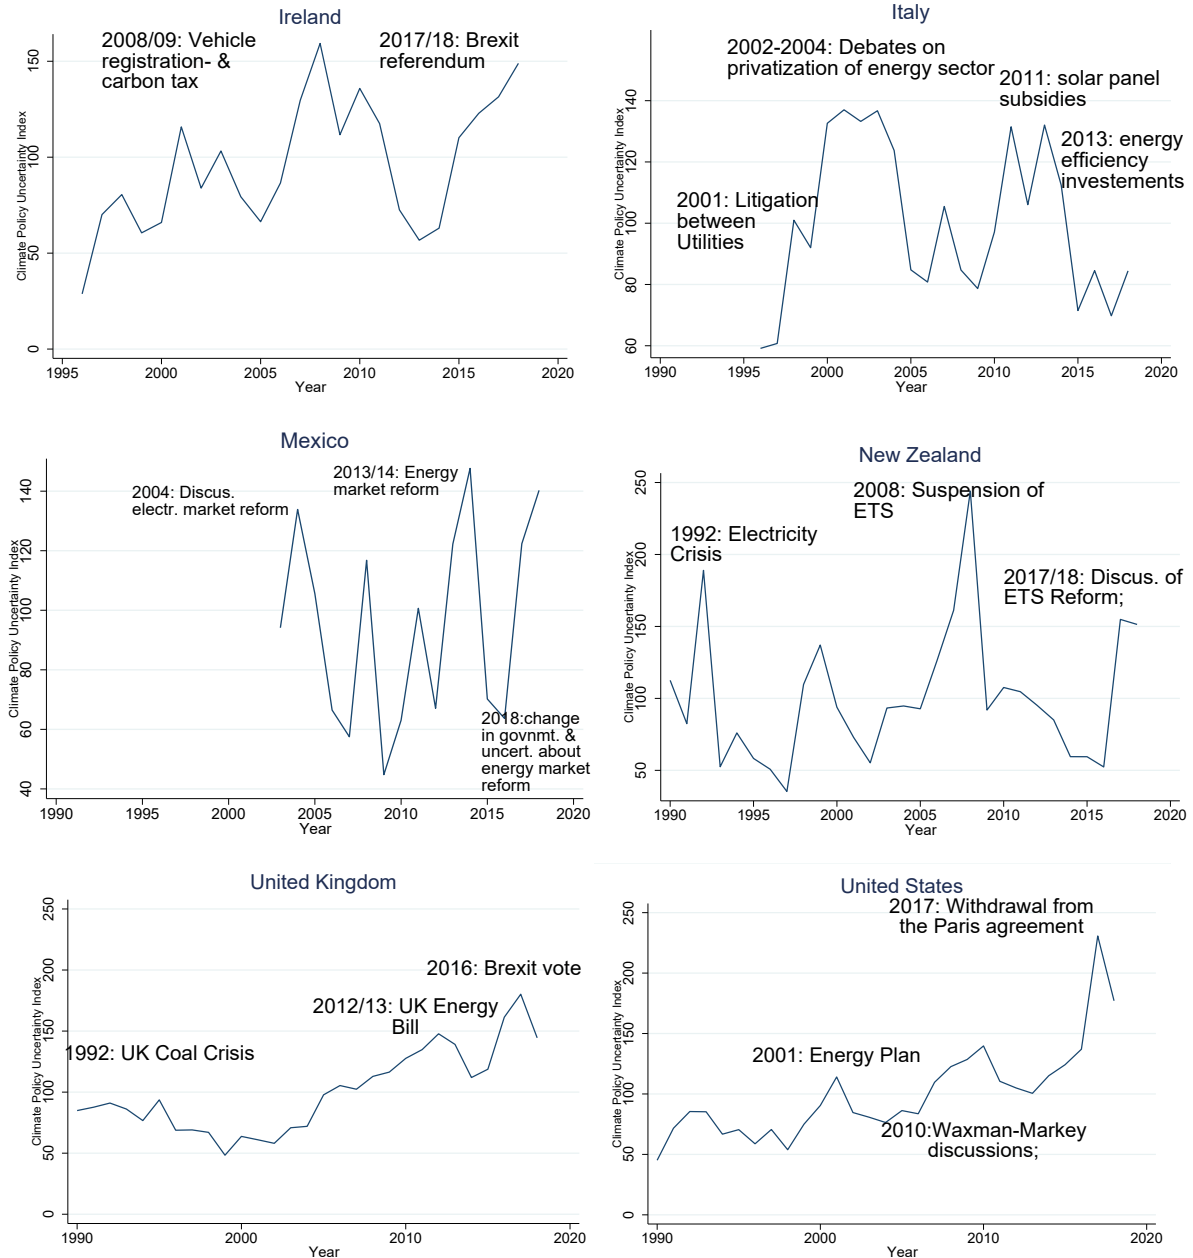 Ireland
2008/09: Vehicle
registration- &
carbon tax
2017/18: Brexit
referendum
Climate Policy Uncertainty Index
150
100
50
0
1995 2000 2005 2010 2015 2020
Year
Italy
2002-2004: Debates on
privatization of energy sector
2011: solar panel
subsidies
2013: energy
efficiency
investements
2001: Litigation
between
Utilities
Climate Policy Uncertainty Index
140
120
100
80
60
1990 1995 2000 2005 2010 2015 2020
Year
Mexico
2013/14: Energy
market reform
2004: Discus.
electr. market reform
2018:change
in govnmt. &
uncert. about
energy market
reform
Climate Policy Uncertainty Index
140
120
100
80
60
40
1990 1995 2000 2005 2010 2015 2020
Year
New Zealand
2008: Suspension of
ETS
1992: Electricity
Crisis
2017/18: Discus. of
ETS Reform;
Climate Policy Uncertainty Index
250
200
150
100
50
1990 1995 2000 2005 2010 2015 2020
Year
United Kingdom
2016: Brexit vote
2012/13: UK Energy
Bill
1992: UK Coal Crisis
Climate Policy Uncertainty Index
250
200
150
100
50
0
1990 2000 2010 2020
Year
United States
2017: Withdrawal from
the Paris agreement
2001: Energy Plan
2010:Waxman-Markey
discussions;
Climate Policy Uncertainty Index
250
200
150
100
50
0
1990 2000 2010 2020
Year